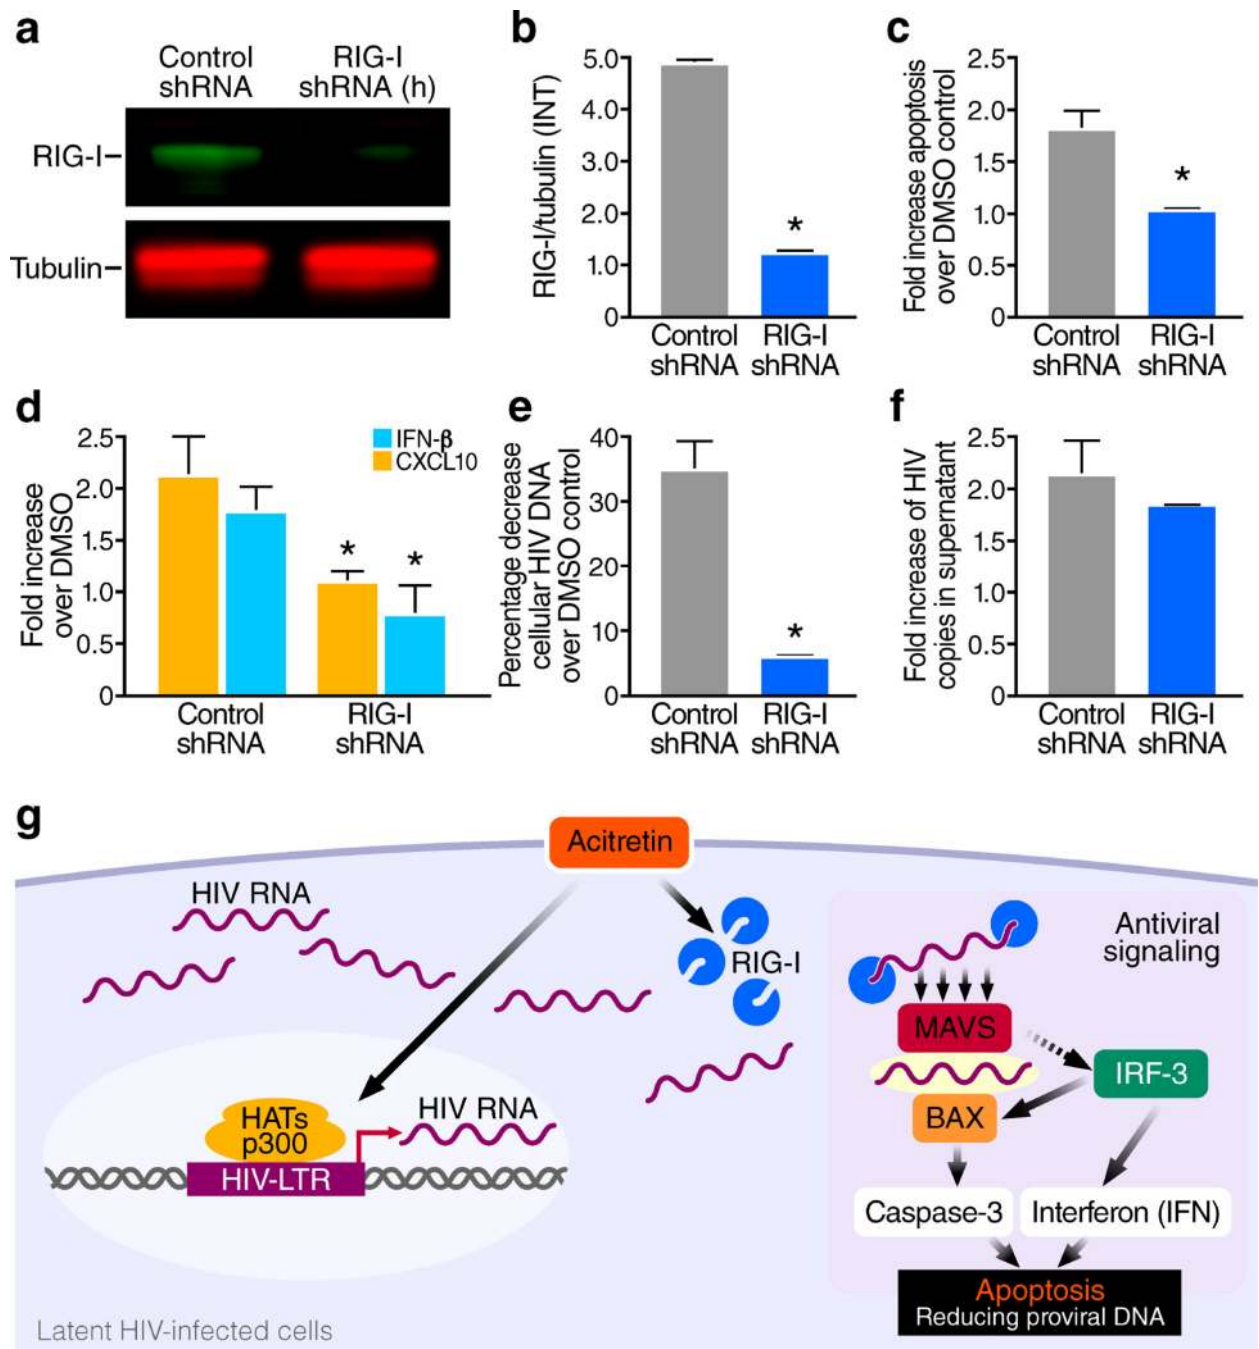 a
Control
shRNA
RIG-I
shRNA (h)
RIG-I
Tubulin
b
RIG-I/tubulin (INT)
5.0
4.0
3.0
2.0
1.0
0
*
Control
shRNA
RIG-I
shRNA
c
Fold increase apoptosis
over DMSO control
2.5
2.0
1.5
1.0
0.5
0
*
Control
shRNA
RIG-I
shRNA
d
Fold increase
over DMSO
2.5
2.0
1.5
1.0
0.5
0
IFN-β
CXCL10
*
*
Control
shRNA
RIG-I
shRNA
e
Percentage decrease
cellular HIV DNA
over DMSO control
40
30
20
10
0
*
Control
shRNA
RIG-I
shRNA
f
Fold increase of HIV
copies in supernatant
2.5
2.0
1.5
1.0
0.5
0
Control
shRNA
RIG-I
shRNA
g
Acitretin
HIV RNA
RIG-I
Antiviral
signaling
MAVS
IRF-3
BAX
HATs
p300
HIV RNA
HIV-LTR
Caspase-3
Interferon (IFN)
Apoptosis
Reducing proviral DNA
Latent HIV-infected cells